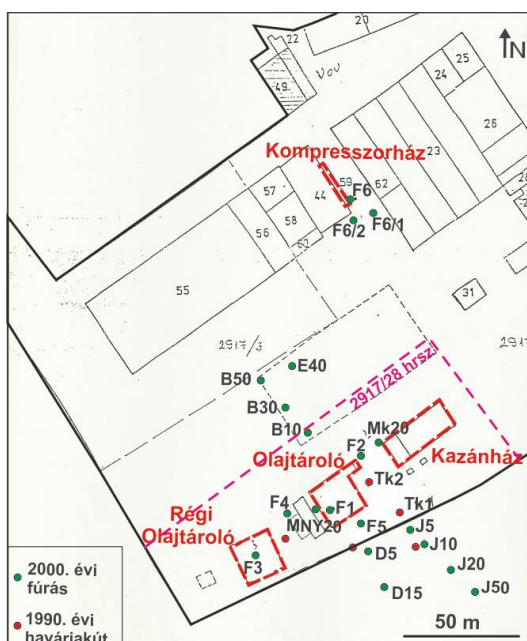 N
20
22
25
24
49
VOV
26
23
Kompresszorház
59
F6
62
57
44
F6/1
F6/2
58
56
62
55
31
2917/3
2917
2917/28 hrsz
E40
B50
B30
B10
Mk20
F2
Olajtároló
Kazánház
Tk2
Régi
Olajtároló
F4
F1
Tk1
MNY20
F5
J5
F3
D5
J10
J20
D15
J50
2000. évi
fúrás
1990. évi
havárjakút
50 m